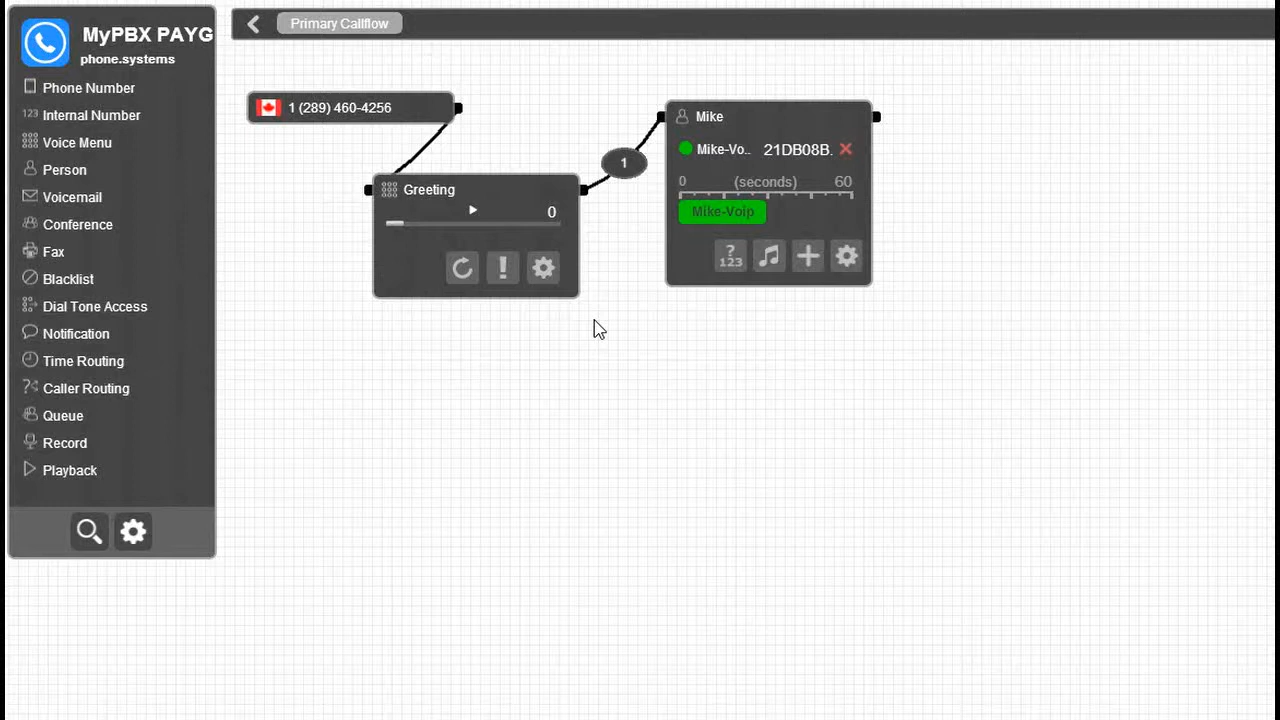 MyPBX PAYG
phone.systems
Phone Number
123 Internal Number
Voice Menu
Person
Voicemail
Conference
Fax
Blacklist
Dial Tone Access
Notification
Time Routing
Caller Routing
Queue
Record
Playback
Primary Callflow
1 (289) 460-4256
Greeting
0
1
Mike
Mike-Vo.. 21DB08B.
0 (seconds) 60
Mike-Voip
?
123